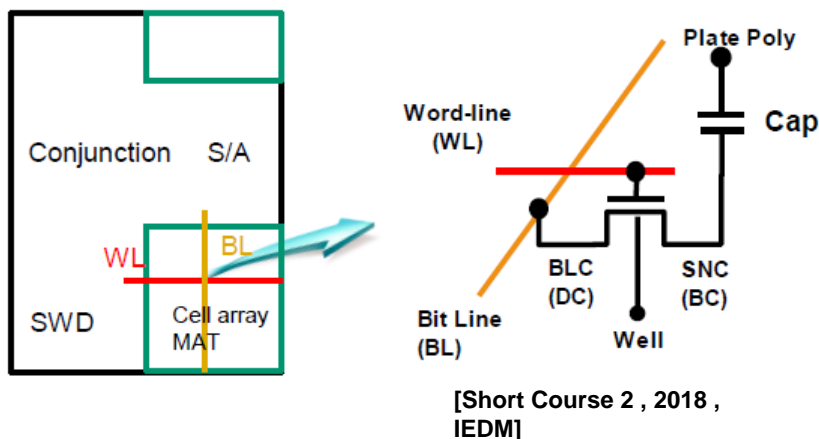 Conjunction S/A
WL
BL
SWD
Cell array
MAT
Plate Poly
Word-line
(WL)
Cap
BLC
(DC)
SNC
(BC)
Bit Line
(BL)
Well
[Short Course 2 , 2018 ,
IEDM]